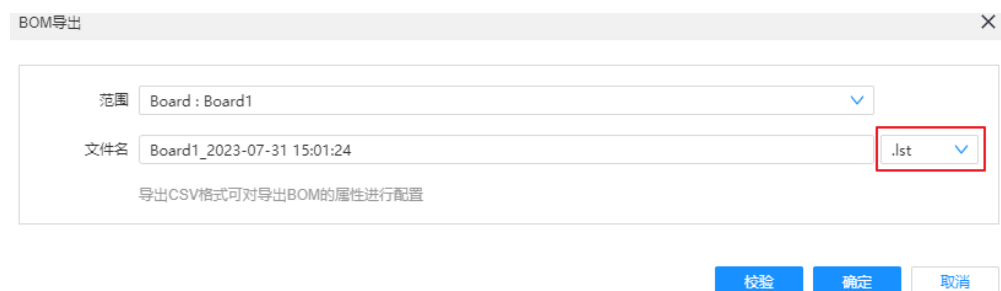 BOM导出
范围 Board : Board1
文件名 Board1_2023-07-31 15:01:24 .lst
导出CSV格式可对导出BOM的属性进行配置
校验 确定 取消